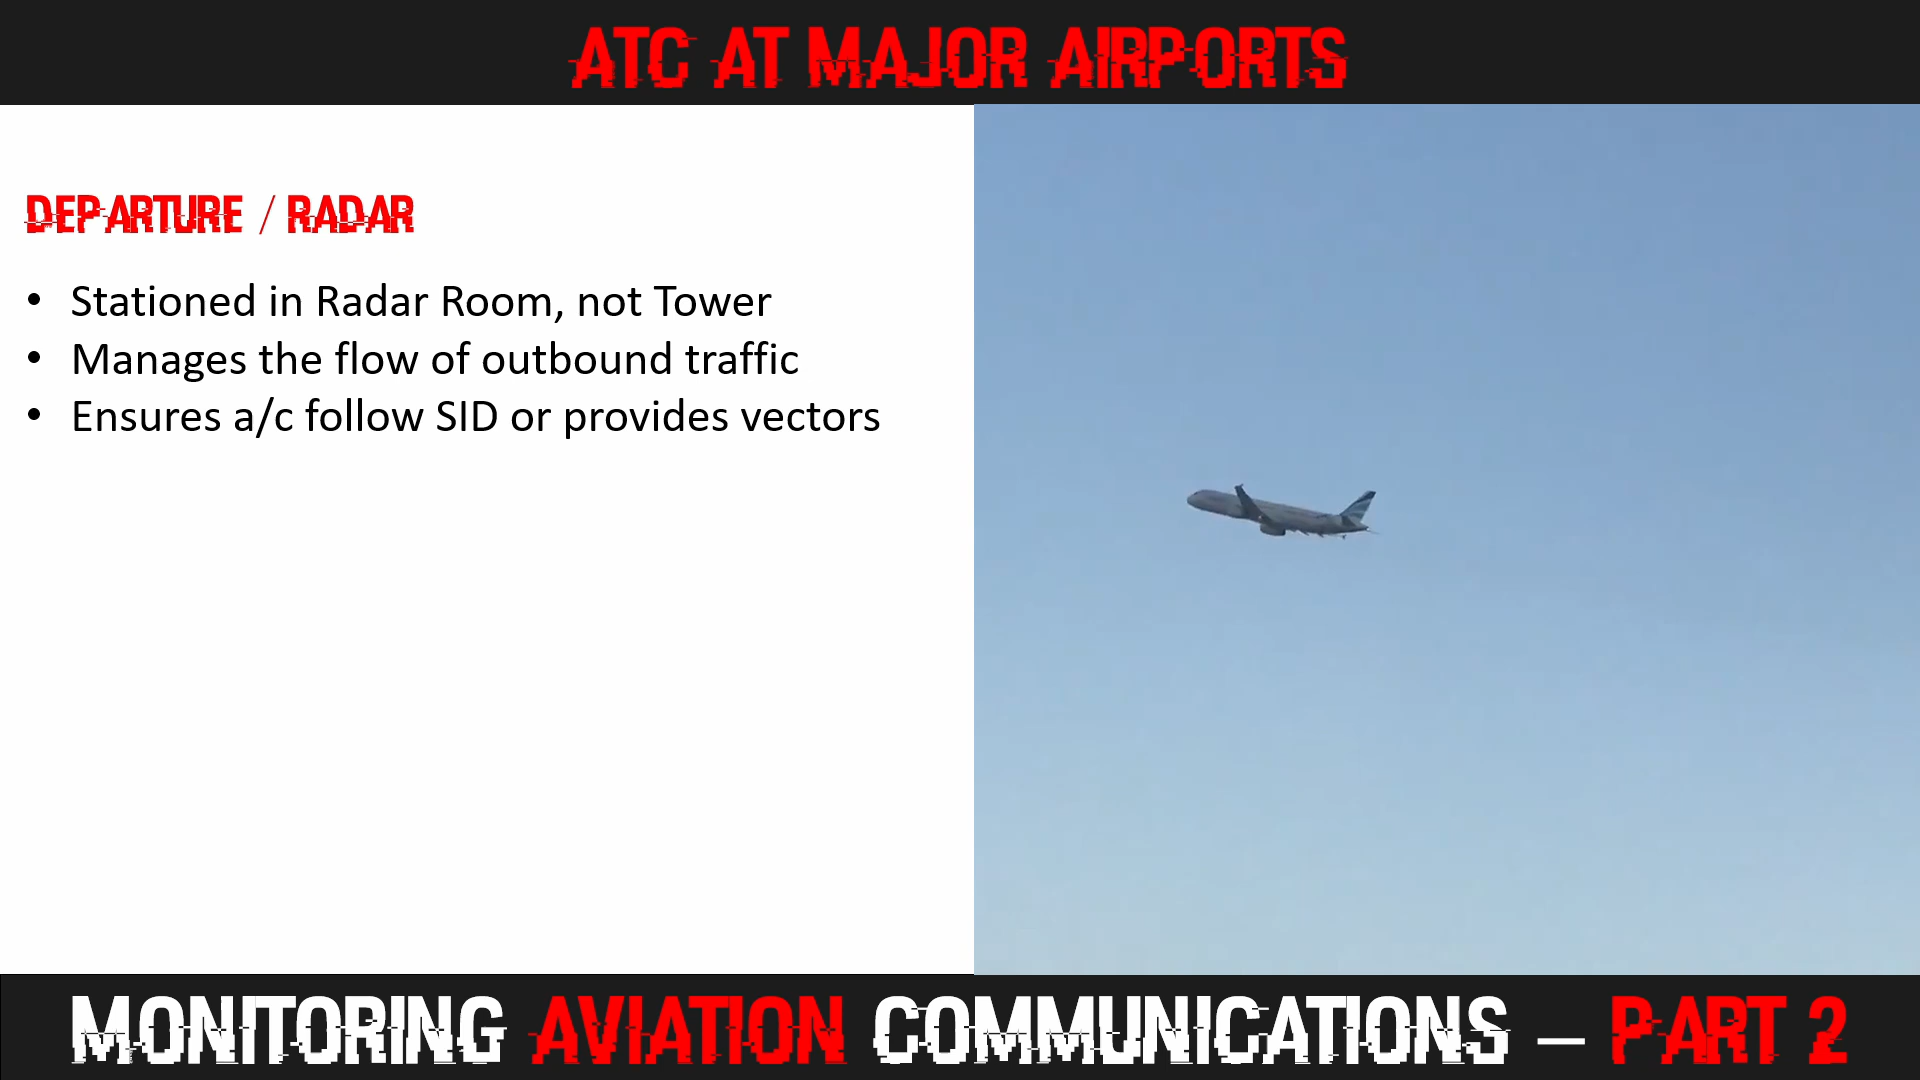 ATC AT MAJOR AIRPORTS
DEPARTURE / RADAR
• Stationed in Radar Room, not Tower
• Manages the flow of outbound traffic
• Ensures a/c follow SID or provides vectors
MONITORING AVIATION COMMUNICATIONS – PART 2